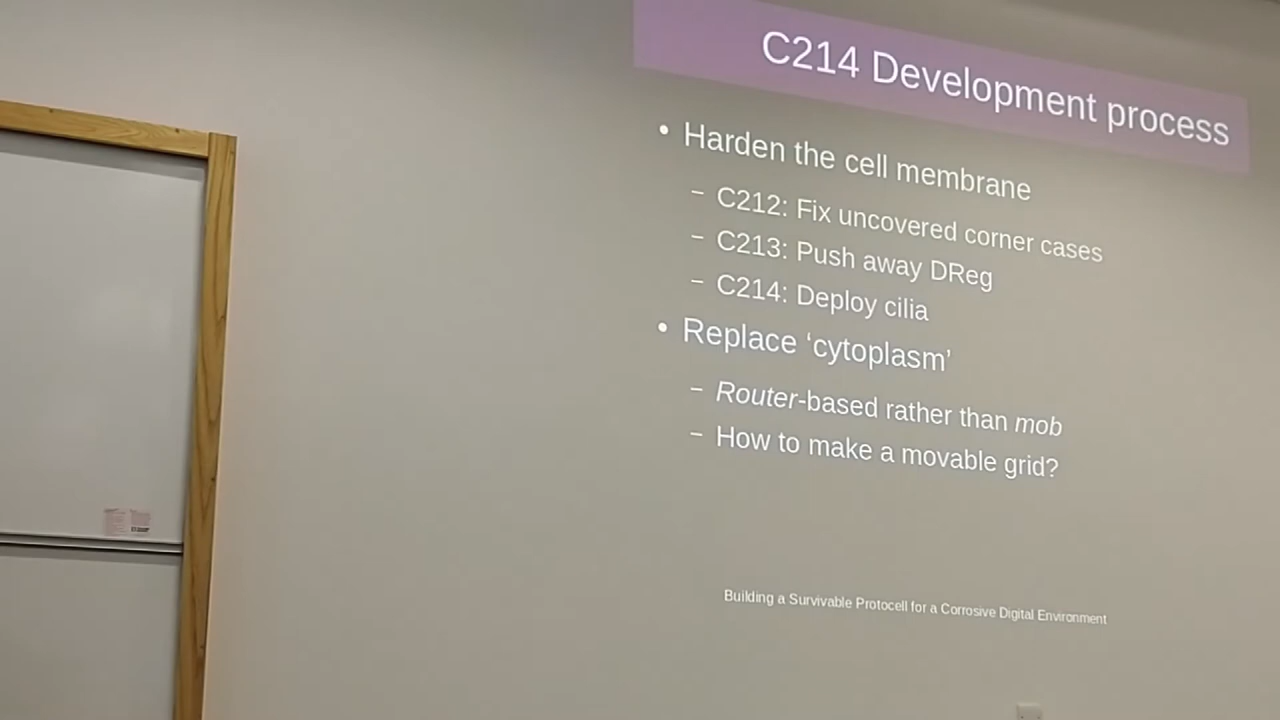 C214 Development process
• Harden the cell membrane
– C212: Fix uncovered corner cases
– C213: Push away DReg
– C214: Deploy cilia
• Replace ‘cytoplasm’
– Router-based rather than mob
– How to make a movable grid?
Building a Survivable Protocell for a Corrosive Digital Environment